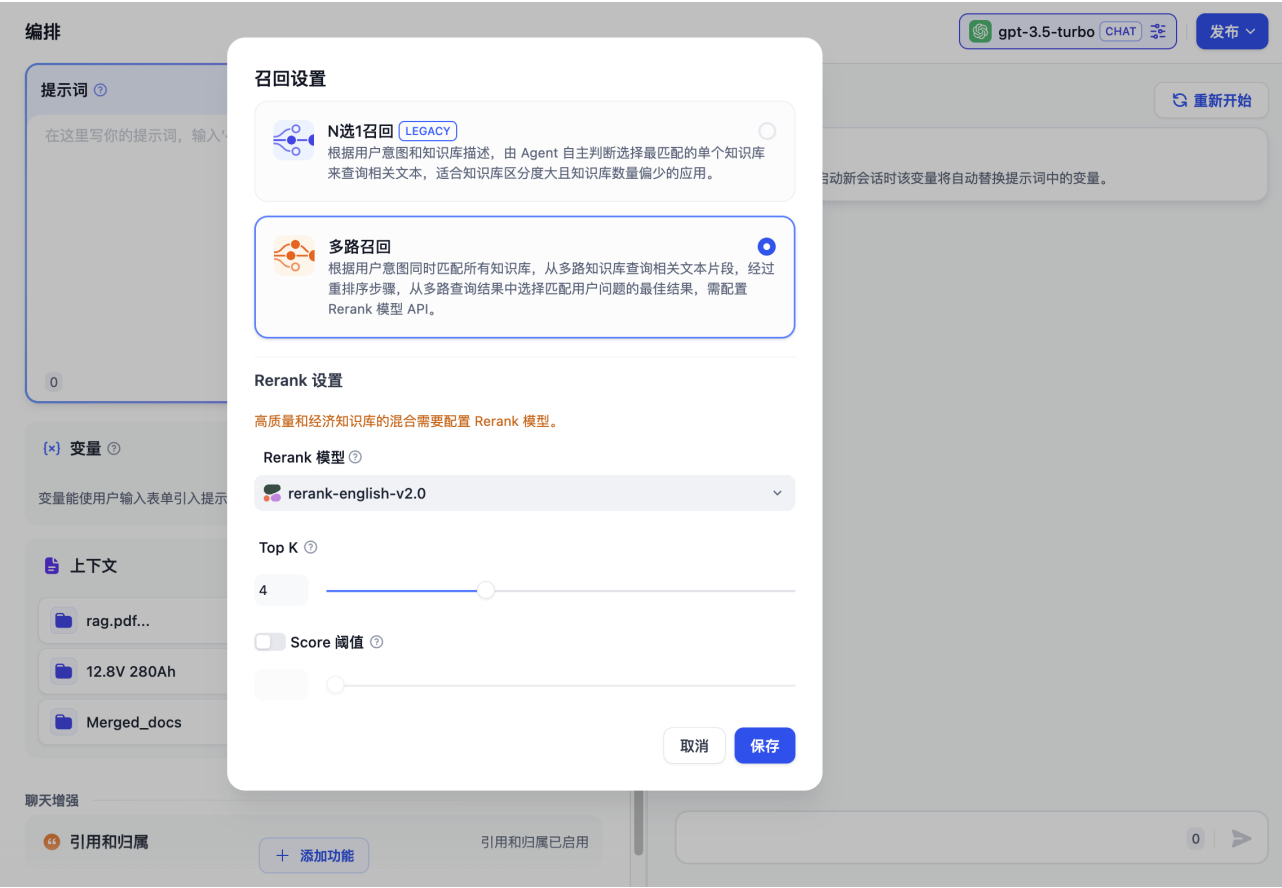 编排
gpt-3.5-turbo CHAT
发布
提示词
在这里写你的提示词，输入'
0
变量
变量能使用户输入表单引入提示
上下文
rag.pdf...
12.8V 280Ah
Merged_docs
聊天增强
引用和归属
引用和归属已启用
添加功能
召回设置
N选1召回 LEGACY
根据用户意图和知识库描述，由 Agent 自主判断选择最匹配的单个知识库
来查询相关文本，适合知识库区分度大且知识库数量偏少的应用。
多路召回
根据用户意图同时匹配所有知识库，从多路知识库查询相关文本片段，经过
重排序步骤，从多路查询结果中选择匹配用户问题的最佳结果，需配置
Rerank 模型 API。
Rerank 设置
高质量和经济知识库的混合需要配置 Rerank 模型。
Rerank 模型
rerank-english-v2.0
Top K
4
Score 阈值
取消
保存
重新开始
启动新会话时该变量将自动替换提示词中的变量。
0